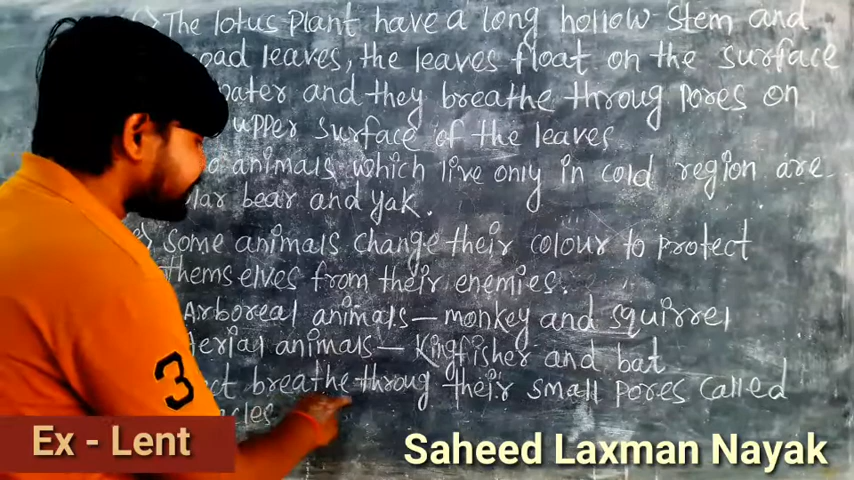 The lotus Plant have a long hollow stem and
leaves, the leaves float on the surface
and they breathe throug pores on
upper surface of the leaves
animals which live only in cold region are
bear and yak.
Some animals change their colour to protect
themselves from their enemies.
Arboreal animals - monkey and squirrel
animals - Kingfisher and bat
breathe throug their small pores called
3
Ex - Lent
Saheed Laxman Nayak